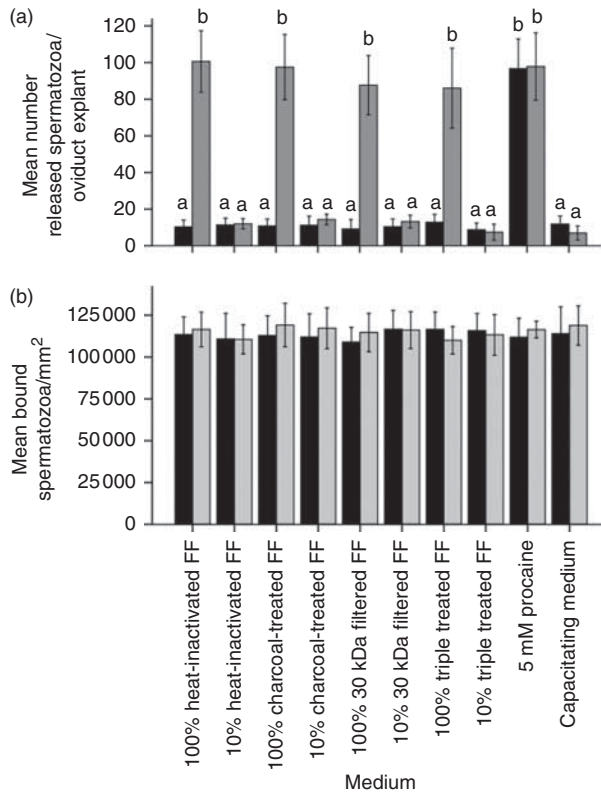 (a)
Mean number
released spermatozoa/
oviduct explant
120
100
80
60
40
20
0
a b a a a b a a a b a a a b a a b b a a
(b)
Mean bound
spermatozoa/mm²
125 000
100 000
75 000
50 000
25 000
0
100% heat-inactivated FF
10% heat-inactivated FF
100% charcoal-treated FF
10% charcoal-treated FF
100% 30 kDa filtered FF
10% 30 kDa filtered FF
100% triple treated FF
10% triple treated FF
5 mM procaine
Capacitating medium
Medium